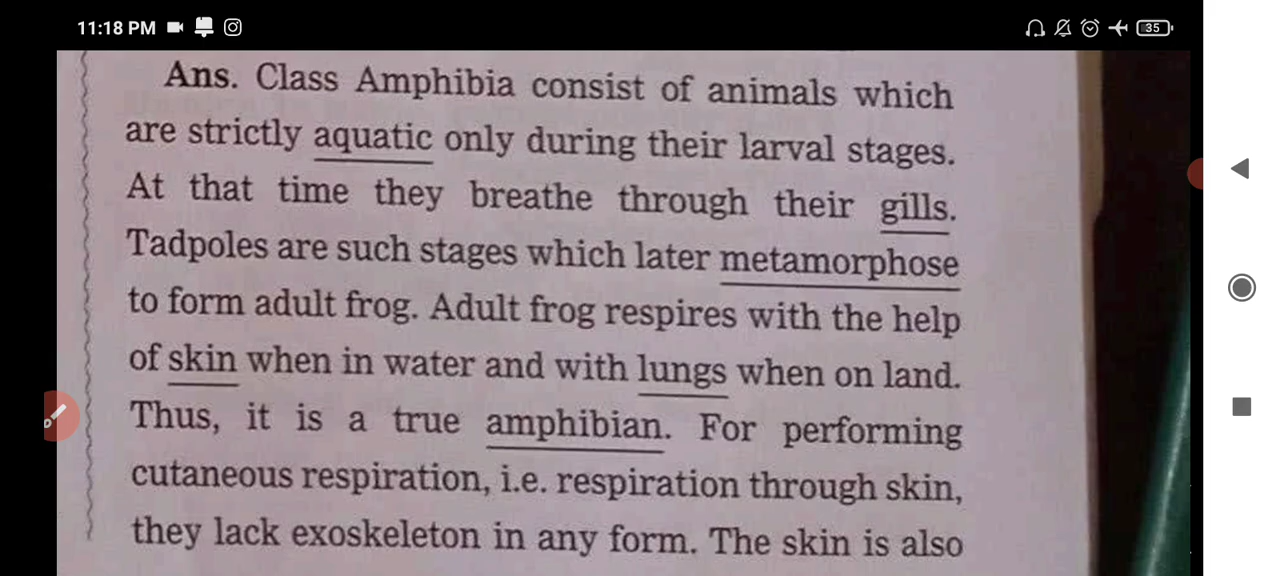 11:18 PM
35
Ans. Class Amphibia consist of animals which
are strictly aquatic only during their larval stages.
At that time they breathe through their gills.
Tadpoles are such stages which later metamorphose
to form adult frog. Adult frog respires with the help
of skin when in water and with lungs when on land.
Thus, it is a true amphibian. For performing
cutaneous respiration, i.e. respiration through skin,
they lack exoskeleton in any form. The skin is also